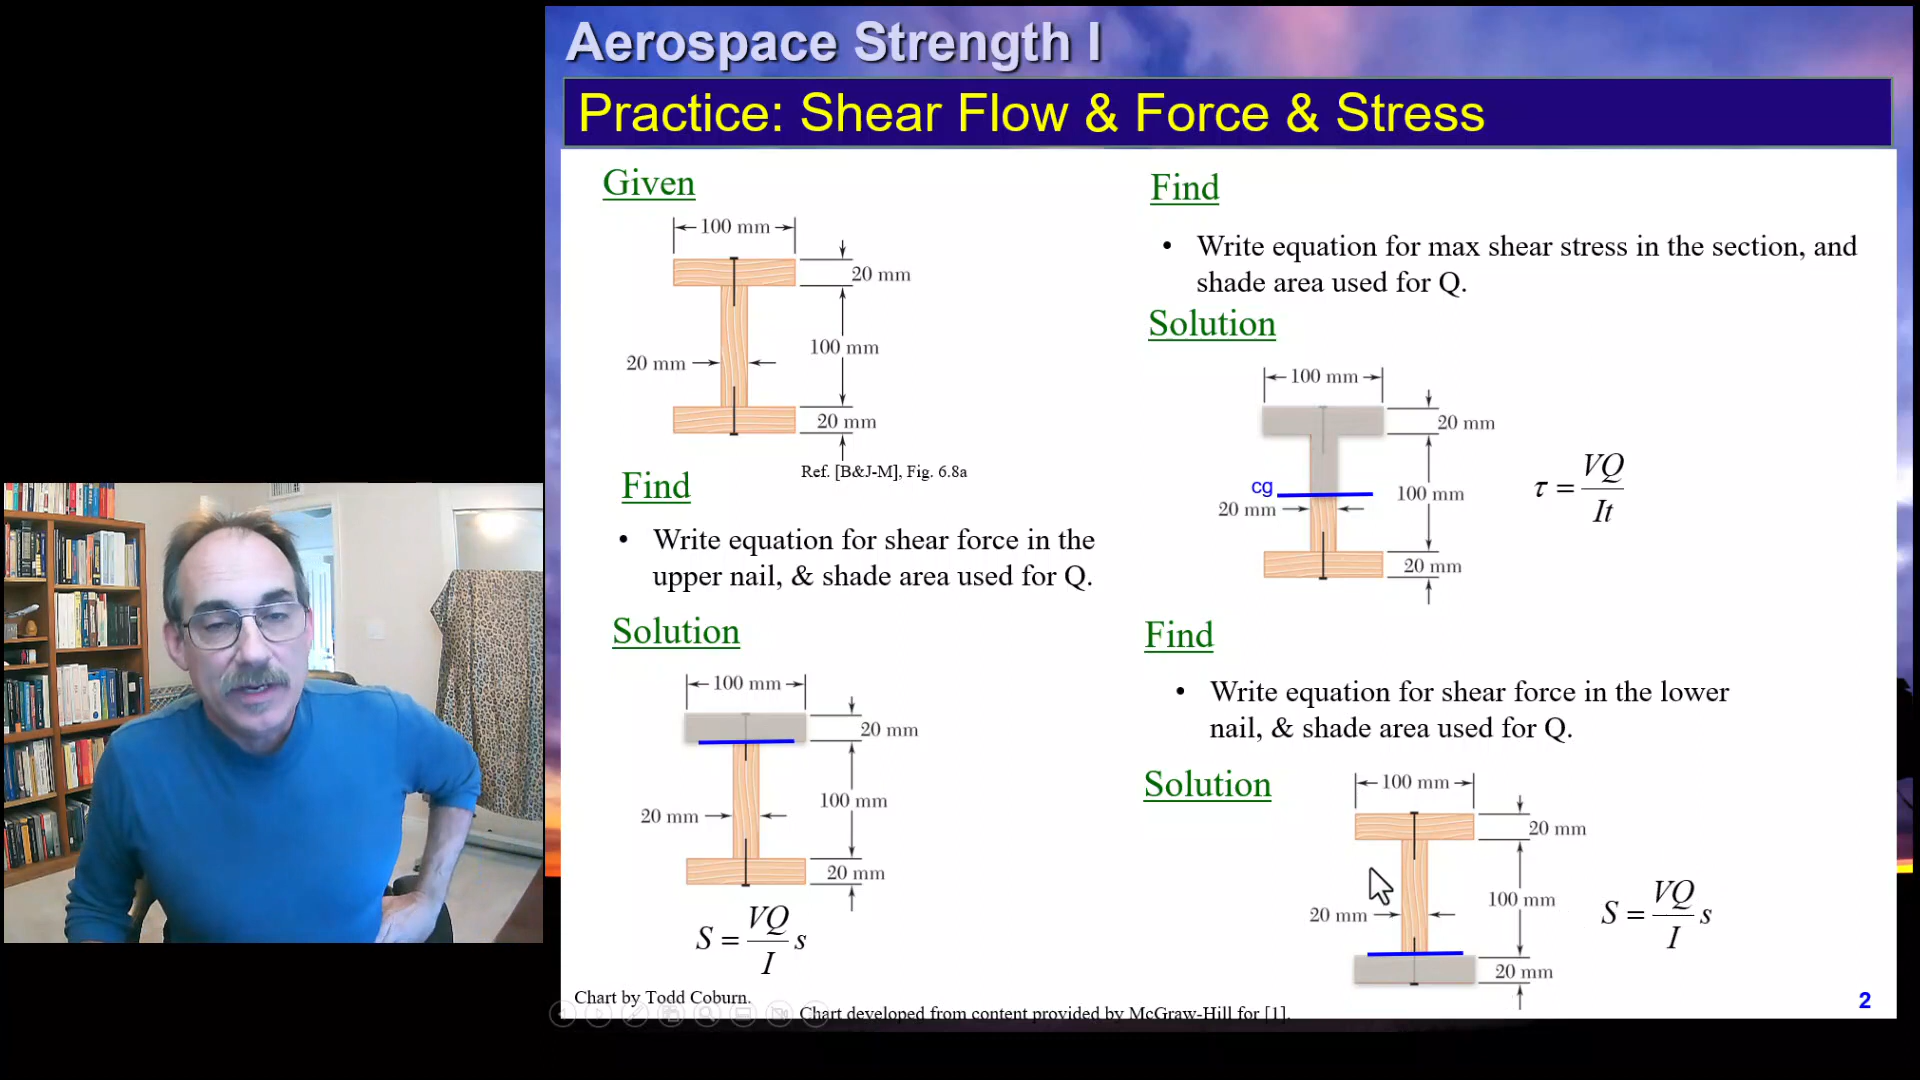 Aerospace Strength I
Practice: Shear Flow & Force & Stress
Given
100 mm
20 mm
100 mm
20 mm
20 mm
Ref. [B&J-M], Fig. 6.8a
Find
• Write equation for shear force in the
upper nail, & shade area used for Q.
Solution
100 mm
20 mm
100 mm
20 mm
20 mm
S = VQ/I s
Chart by Todd Coburn.
Find
• Write equation for max shear stress in the section, and
shade area used for Q.
Solution
100 mm
20 mm
cg
100 mm
20 mm
20 mm
τ = VQ/It
Find
• Write equation for shear force in the lower
nail, & shade area used for Q.
Solution
100 mm
20 mm
100 mm
20 mm
20 mm
S = VQ/I s
Chart developed from content provided by McGraw-Hill for [1].
2